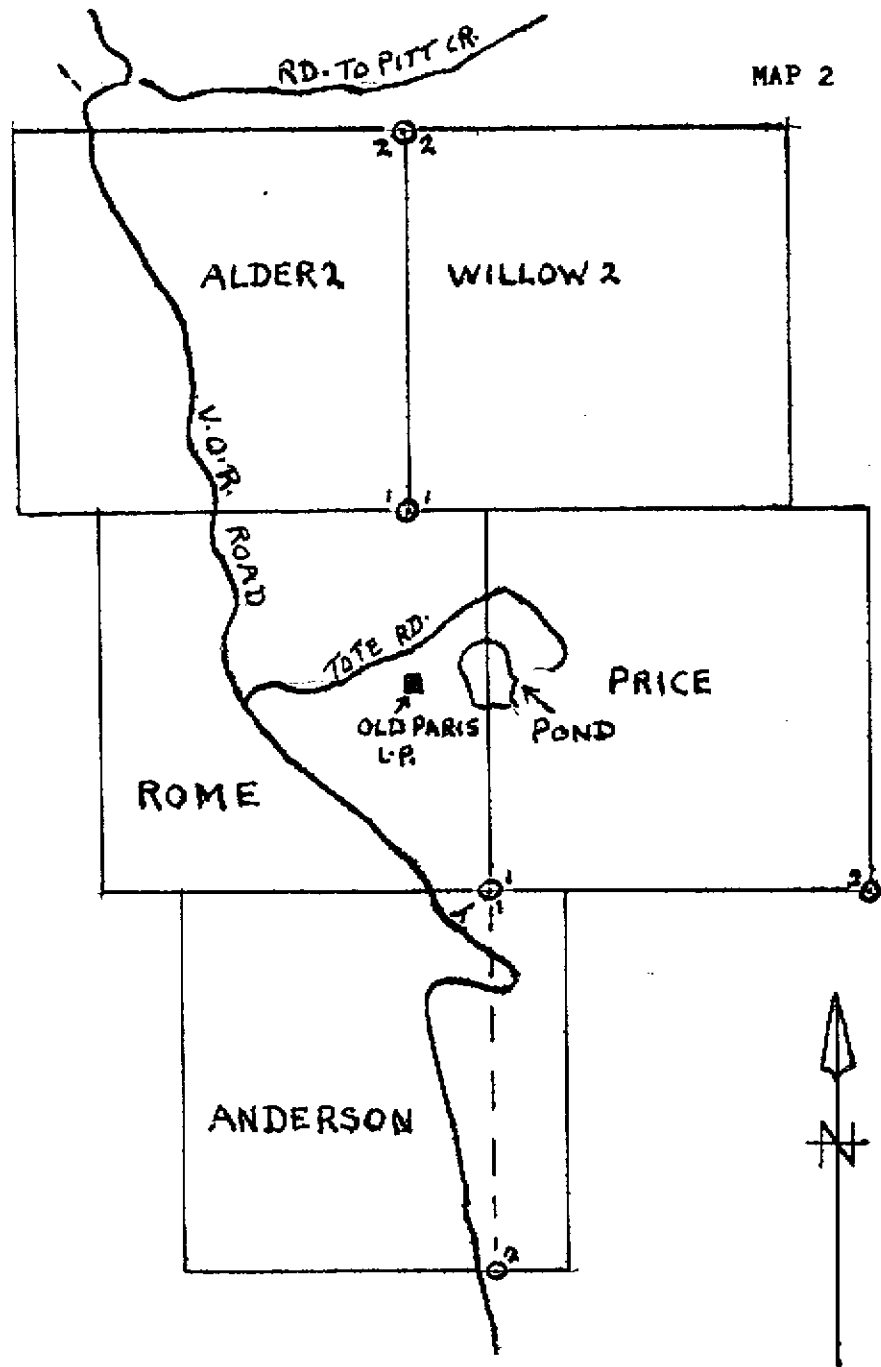 RD. TO PITT CR.
MAP 2
2 2
ALDER 2
WILLOW 2
V.O.R.
ROAD
1 1
TOTE RD.
PRICE
OLD PARIS
L.P.
POND
ROME
1
1
2
ANDERSON
N
2